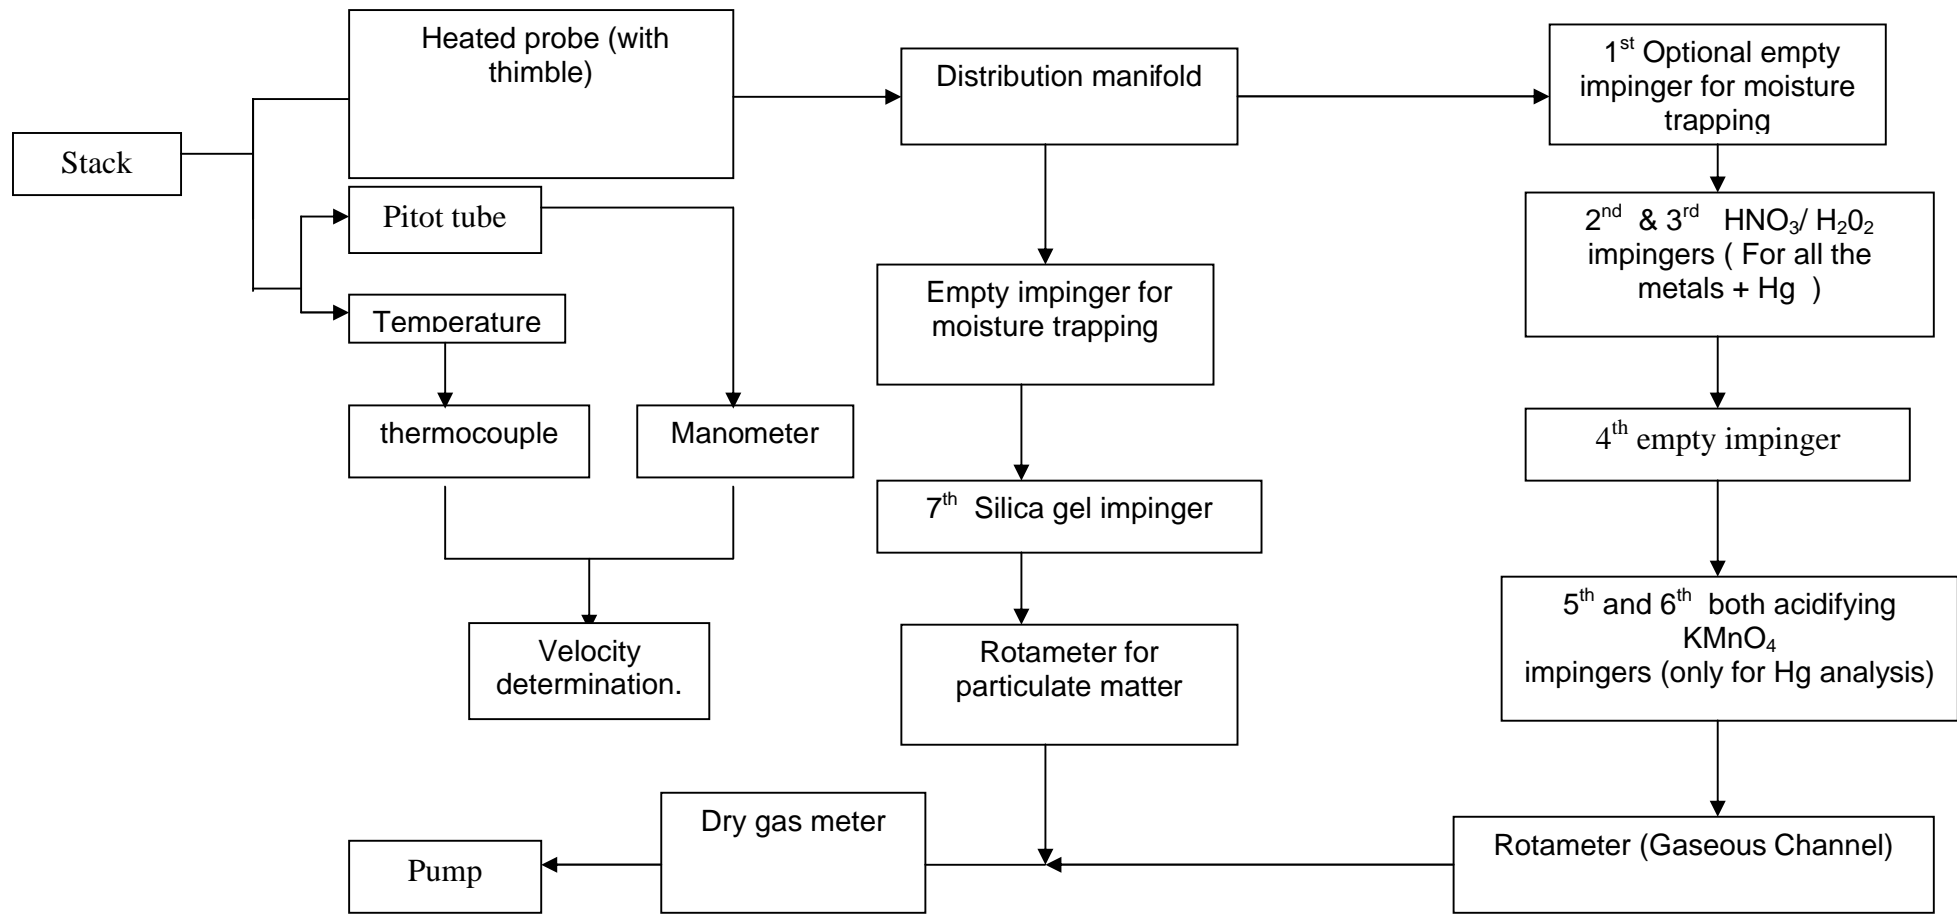 Heated probe (with
thimble)
Distribution manifold
1st Optional empty
impinger for moisture
trapping
Stack
Pitot tube
2nd & 3rd HNO3/ H202
impingers ( For all the
metals + Hg )
Empty impinger for
moisture trapping
Temperature
thermocouple
Manometer
4th empty impinger
7th Silica gel impinger
5th and 6th both acidifying
KMnO4
impingers (only for Hg analysis)
Velocity
determination.
Rotameter for
particulate matter
Dry gas meter
Rotameter (Gaseous Channel)
Pump